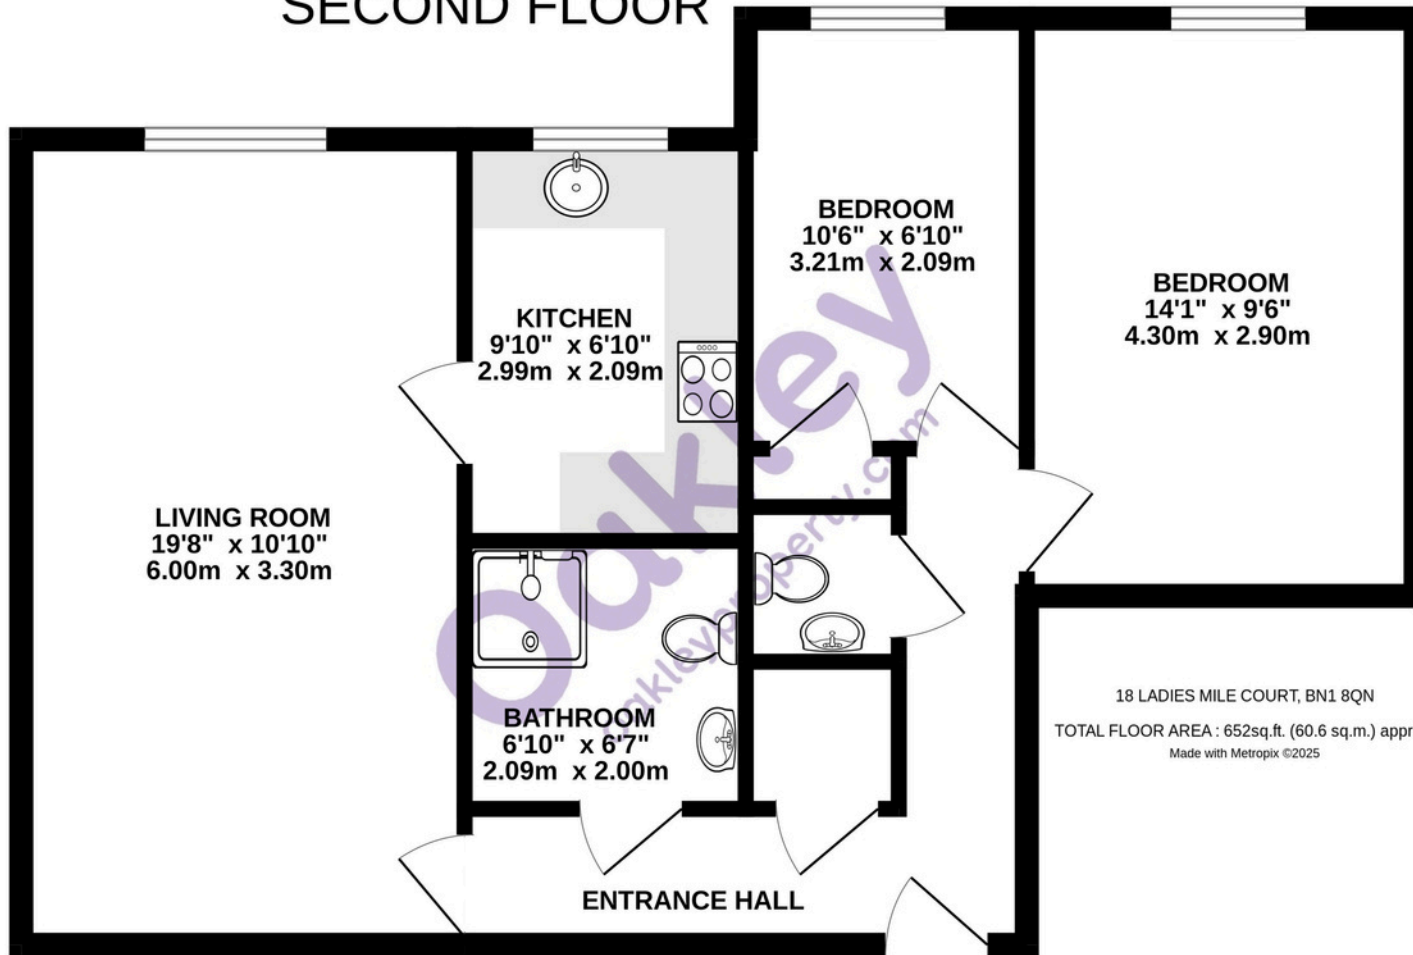 SECOND FLOOR
BEDROOM
10'6" x 6'10"
3.21m x 2.09m
BEDROOM
14'1" x 9'6"
4.30m x 2.90m
KITCHEN
9'10" x 6'10"
2.99m x 2.09m
LIVING ROOM
19'8" x 10'10"
6.00m x 3.30m
BATHROOM
6'10" x 6'7"
2.09m x 2.00m
ENTRANCE HALL
Oakley
oakleyproperty.com
18 LADIES MILE COURT, BN1 8QN
TOTAL FLOOR AREA : 652sq.ft. (60.6 sq.m.) appr
Made with Metropix ©2025